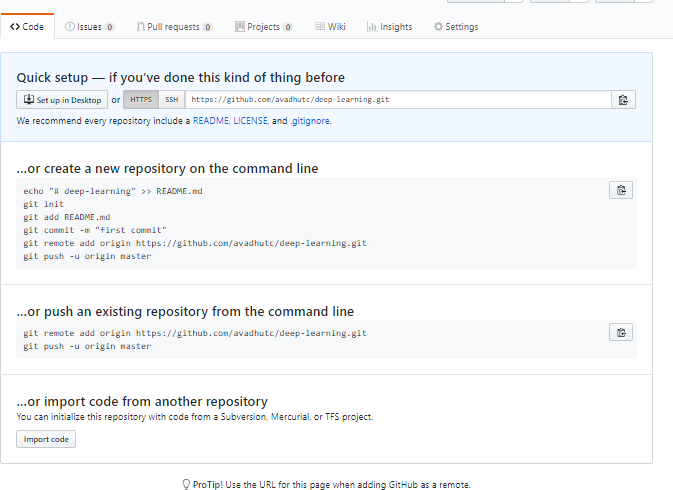 Code Issues 0 Pull requests 0 Projects 0 Wiki Insights Settings
Quick setup — if you've done this kind of thing before
Set up in Desktop or HTTPS SSH https://github.com/avadhutc/deep-learning.git
We recommend every repository include a README, LICENSE, and .gitignore.
...or create a new repository on the command line
echo "# deep-learning" >> README.md
git init
git add README.md
git commit -m "first commit"
git remote add origin https://github.com/avadhutc/deep-learning.git
git push -u origin master
...or push an existing repository from the command line
git remote add origin https://github.com/avadhutc/deep-learning.git
git push -u origin master
...or import code from another repository
You can initialize this repository with code from a Subversion, Mercurial, or TFS project.
Import code
ProTip! Use the URL for this page when adding GitHub as a remote.